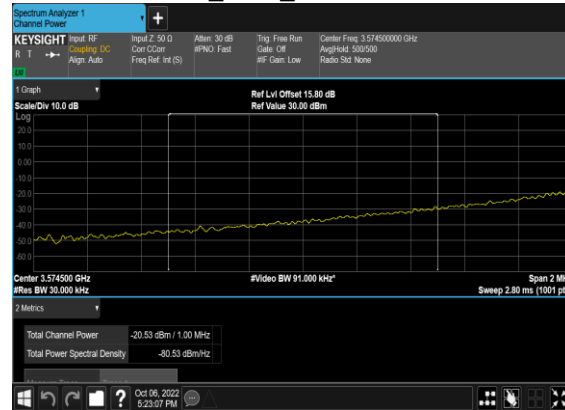 Spectrum Analyzer 1
Channel Power
+
KEYSIGHT
R T
LXI
Input: RF
Coupling: DC
Align: Auto
Input Z: 50 Ω
Corr CCorr
Freq Ref: Int (S)
Atten: 30 dB
#PNO: Fast
Trig: Free Run
Gate: Off
#IF Gain: Low
Center Freq: 3.574500000 GHz
Avg|Hold: 500/500
Radio Std: None
1 Graph
Scale/Div 10.0 dB
Ref Lvl Offset 15.80 dB
Ref Value 30.00 dBm
Log
20.0
10.0
0.00
-10.0
-20.0
-30.0
-40.0
-50.0
-60.0
Center 3.574500 GHz
#Res BW 30.000 kHz
#Video BW 91.000 kHz*
Span 2 MH
Sweep 2.80 ms (1001 pt
2 Metrics
Total Channel Power -20.53 dBm / 1.00 MHz
Total Power Spectral Density -80.53 dBm/Hz
?
Oct 06, 2022
5:23:07 PM